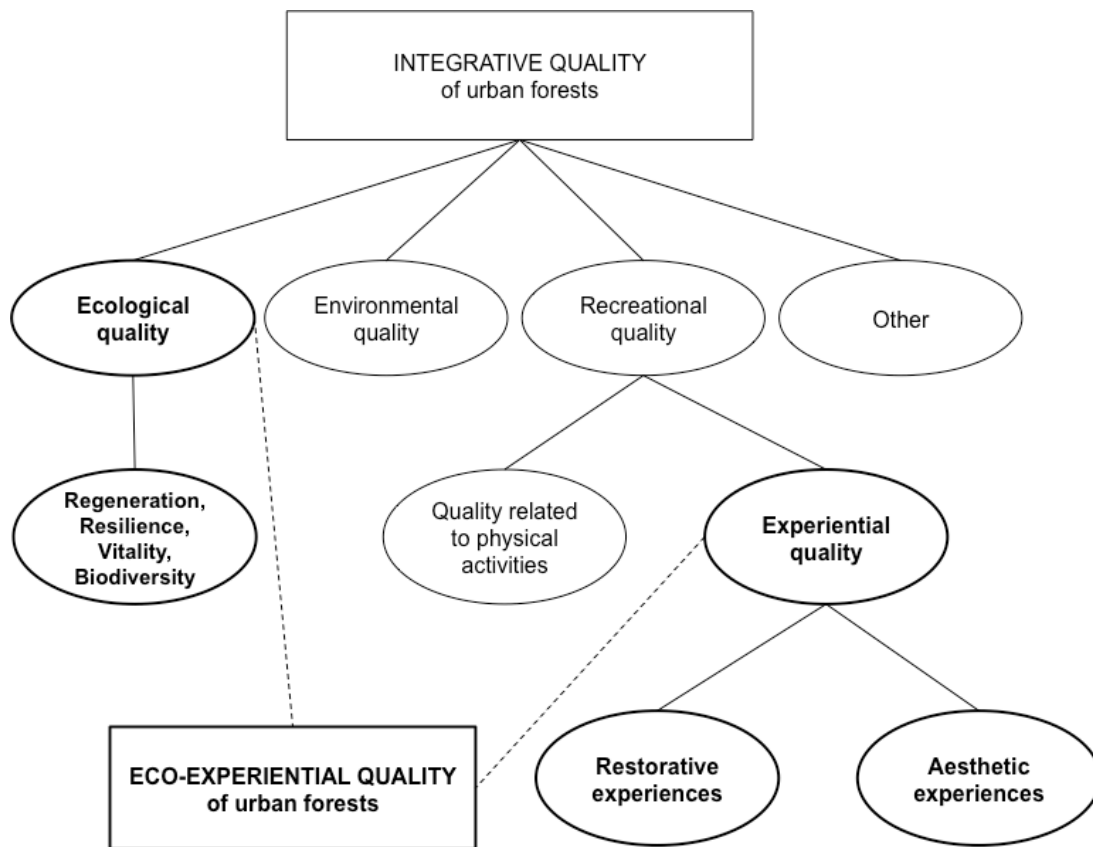 INTEGRATIVE QUALITY
of urban forests
Ecological
quality
Environmental
quality
Recreational
quality
Other
Regeneration,
Resilience,
Vitality,
Biodiversity
Quality related
to physical
activities
Experiential
quality
ECO-EXPERIENTIAL QUALITY
of urban forests
Restorative
experiences
Aesthetic
experiences